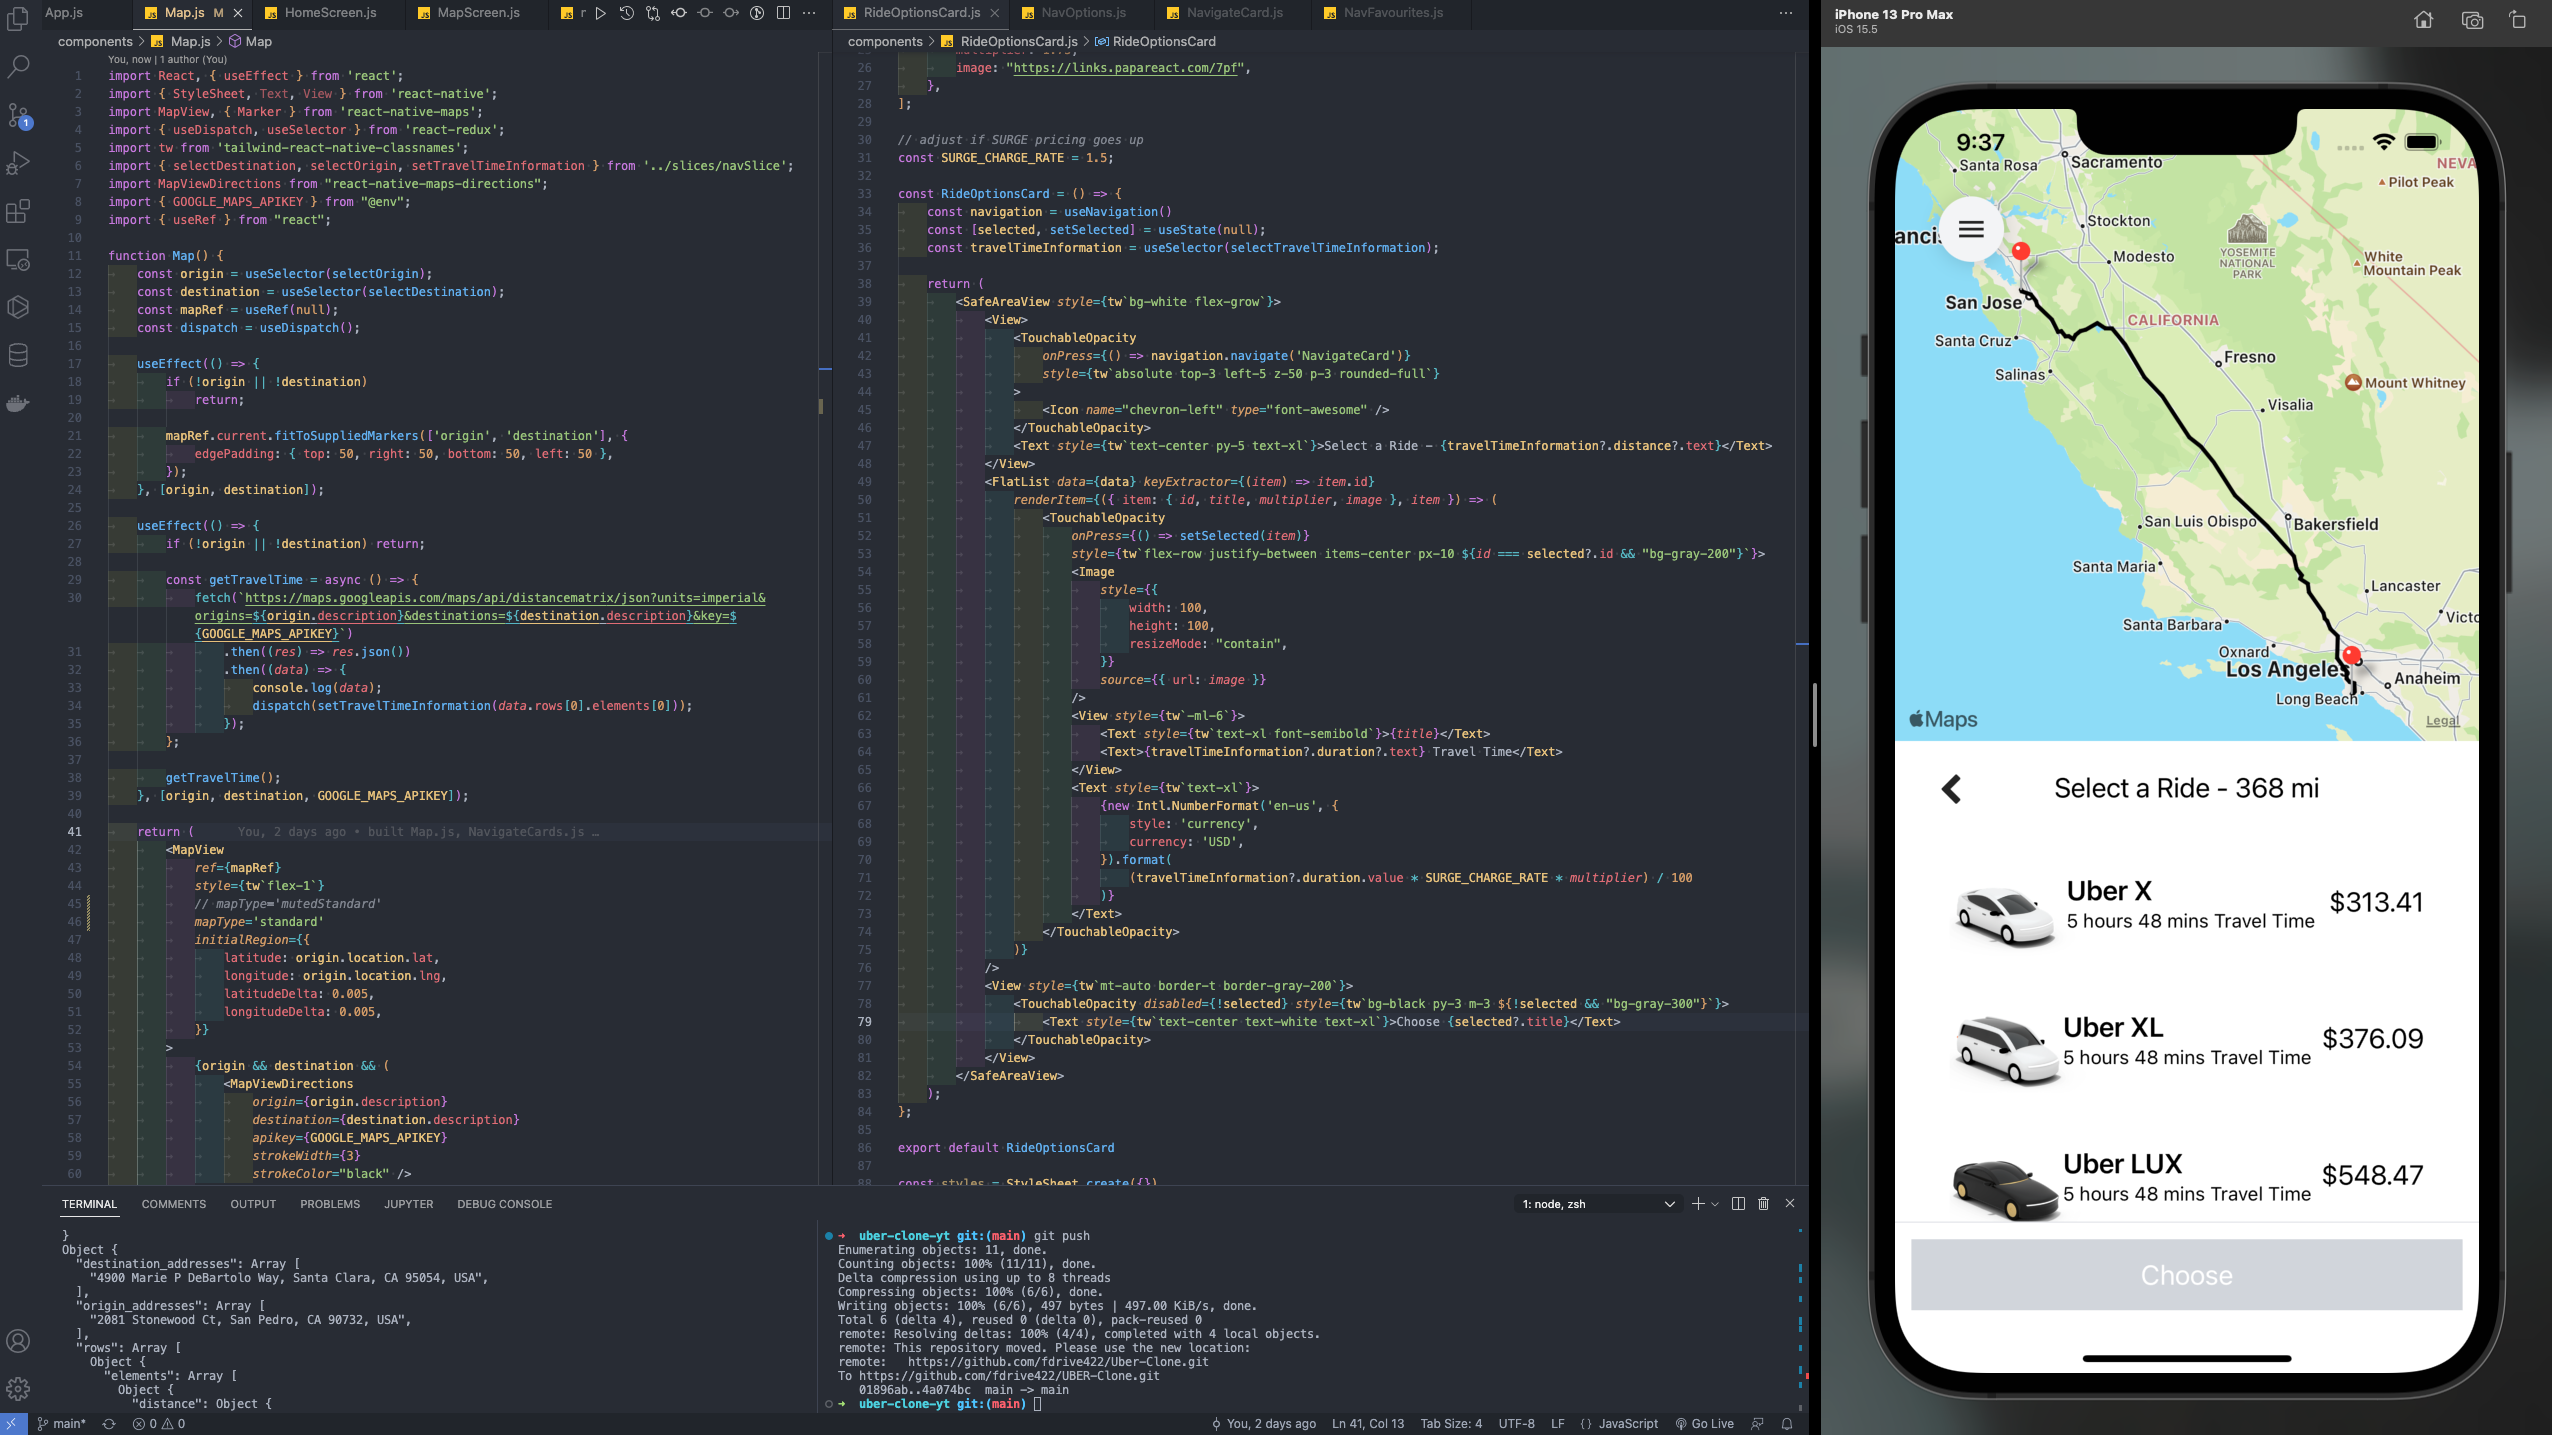 App.js
Map.js M
HomeScreen.js
MapScreen.js
components > Map.js > Map
You, now | 1 author (You)
1 import React, { useEffect } from 'react';
2 import { StyleSheet, Text, View } from 'react-native';
3 import MapView, { Marker } from 'react-native-maps';
4 import { useDispatch, useSelector } from 'react-redux';
5 import tw from 'tailwind-react-native-classnames';
6 import { selectDestination, selectOrigin, setTravelTimeInformation } from '../slices/navSlice';
7 import MapViewDirections from "react-native-maps-directions";
8 import { GOOGLE_MAPS_APIKEY } from "@env";
9 import { useRef } from "react";
10
11 function Map() {
12 const origin = useSelector(selectOrigin);
13 const destination = useSelector(selectDestination);
14 const mapRef = useRef(null);
15 const dispatch = useDispatch();
16
17 useEffect(() => {
18 if (!origin || !destination)
19 return;
20
21 mapRef.current.fitToSuppliedMarkers(['origin', 'destination'], {
22 edgePadding: { top: 50, right: 50, bottom: 50, left: 50 },
23 });
24 }, [origin, destination]);
25
26 useEffect(() => {
27 if (!origin || !destination) return;
28
29 const getTravelTime = async () => {
30 fetch(`https://maps.googleapis.com/maps/api/distancematrix/json?units=imperial&
origins=${origin.description}&destinations=${destination.description}&key=$
{GOOGLE_MAPS_APIKEY}`)
31 .then((res) => res.json())
32 .then((data) => {
33 console.log(data);
34 dispatch(setTravelTimeInformation(data.rows[0].elements[0]));
35 });
36 };
37
38 getTravelTime();
39 }, [origin, destination, GOOGLE_MAPS_APIKEY]);
40
41 return ( You, 2 days ago • built Map.js, NavigateCards.js …
42 <MapView
43 ref={mapRef}
44 style={tw`flex-1`}
45 // mapType='mutedStandard'
46 mapType='standard'
47 initialRegion={{
48 latitude: origin.location.lat,
49 longitude: origin.location.lng,
50 latitudeDelta: 0.005,
51 longitudeDelta: 0.005,
52 }}
53 >
54 {origin && destination && (
55 <MapViewDirections
56 origin={origin.description}
57 destination={destination.description}
58 apikey={GOOGLE_MAPS_APIKEY}
59 strokeWidth={3}
60 strokeColor="black" />
RideOptionsCard.js
NavOptions.js
NavigateCard.js
NavFavourites.js
components > RideOptionsCard.js > RideOptionsCard
26 image: "https://links.papareact.com/7pf",
27 },
28 ];
29
30 // adjust if SURGE pricing goes up
31 const SURGE_CHARGE_RATE = 1.5;
32
33 const RideOptionsCard = () => {
34 const navigation = useNavigation()
35 const [selected, setSelected] = useState(null);
36 const travelTimeInformation = useSelector(selectTravelTimeInformation);
37
38 return (
39 <SafeAreaView style={tw`bg-white flex-grow`}>
40 <View>
41 <TouchableOpacity
42 onPress={() => navigation.navigate('NavigateCard')}
43 style={tw`absolute top-3 left-5 z-50 p-3 rounded-full`}
44 >
45 <Icon name="chevron-left" type="font-awesome" />
46 </TouchableOpacity>
47 <Text style={tw`text-center py-5 text-xl`}>Select a Ride - {travelTimeInformation?.distance?.text}</Text>
48 </View>
49 <FlatList data={data} keyExtractor={(item) => item.id}
50 renderItem={({ item: { id, title, multiplier, image }, item }) => (
51 <TouchableOpacity
52 onPress={() => setSelected(item)}
53 style={tw`flex-row justify-between items-center px-10 ${id === selected?.id && "bg-gray-200"}`}>
54 <Image
55 style={{
56 width: 100,
57 height: 100,
58 resizeMode: "contain",
59 }}
60 source={{ url: image }}
61 />
62 <View style={tw`-ml-6`}>
63 <Text style={tw`text-xl font-semibold`}>{title}</Text>
64 <Text>{travelTimeInformation?.duration?.text} Travel Time</Text>
65 </View>
66 <Text style={tw`text-xl`}>
67 {new Intl.NumberFormat('en-us', {
68 style: 'currency',
69 currency: 'USD',
70 }).format(
71 (travelTimeInformation?.duration.value * SURGE_CHARGE_RATE * multiplier) / 100
72 )}
73 </Text>
74 </TouchableOpacity>
75 )}
76 />
77 <View style={tw`mt-auto border-t border-gray-200`}>
78 <TouchableOpacity disabled={!selected} style={tw`bg-black py-3 m-3 ${!selected && "bg-gray-300"}`}>
79 <Text style={tw`text-center text-white text-xl`}>Choose {selected?.title}</Text>
80 </TouchableOpacity>
81 </View>
82 </SafeAreaView>
83 );
84 };
85
86 export default RideOptionsCard
87
88 const styles = StyleSheet.create({})
TERMINAL COMMENTS OUTPUT PROBLEMS JUPYTER DEBUG CONSOLE
1: node, zsh
}
Object {
"destination_addresses": Array [
"4900 Marie P DeBartolo Way, Santa Clara, CA 95054, USA",
],
"origin_addresses": Array [
"2081 Stonewood Ct, San Pedro, CA 90732, USA",
],
"rows": Array [
Object {
"elements": Array [
Object {
"distance": Object {
→ uber-clone-yt git:(main) git push
Enumerating objects: 11, done.
Counting objects: 100% (11/11), done.
Delta compression using up to 8 threads
Compressing objects: 100% (6/6), done.
Writing objects: 100% (6/6), 497 bytes | 497.00 KiB/s, done.
Total 6 (delta 4), reused 0 (delta 0), pack-reused 0
remote: Resolving deltas: 100% (4/4), completed with 4 local objects.
remote: This repository moved. Please use the new location:
remote: https://github.com/fdrive422/Uber-Clone.git
To https://github.com/fdrive422/UBER-Clone.git
01896ab..4a074bc main -> main
→ uber-clone-yt git:(main)
main* 0 0
You, 2 days ago Ln 41, Col 13 Tab Size: 4 UTF-8 LF {} JavaScript Go Live
iPhone 13 Pro Max
iOS 15.5
9:37
Santa Rosa
Sacramento
NEVA
Pilot Peak
Stockton
YOSEMITE
NATIONAL
PARK
Modesto
White
Mountain Peak
San Jose
CALIFORNIA
Santa Cruz
Fresno
Salinas
Mount Whitney
Visalia
San Luis Obispo
Bakersfield
Santa Maria
Lancaster
Santa Barbara
Victo
Oxnard
Los Angeles
Anaheim
Long Beach
Maps
Legal
Select a Ride - 368 mi
Uber X
5 hours 48 mins Travel Time
$313.41
Uber XL
5 hours 48 mins Travel Time
$376.09
Uber LUX
5 hours 48 mins Travel Time
$548.47
Choose